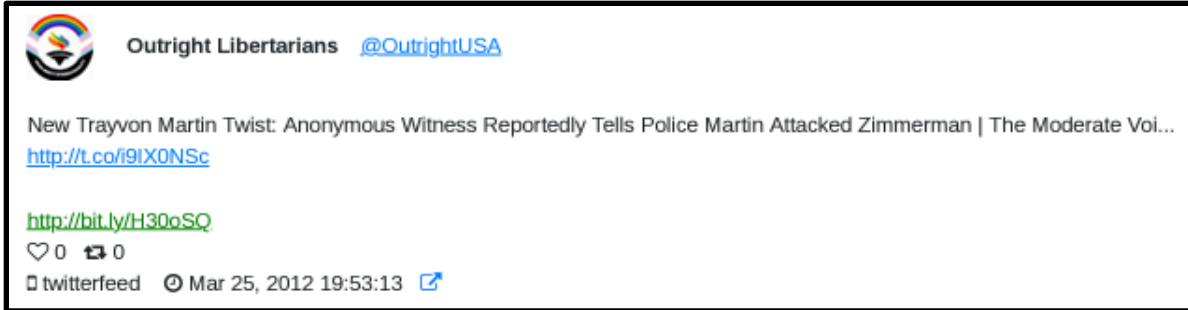 Outright Libertarians @OutrightUSA
New Trayvon Martin Twist: Anonymous Witness Reportedly Tells Police Martin Attacked Zimmerman | The Moderate Voi...
http://t.co/i9IX0NSc
http://bit.ly/H30oSQ
0 0
twitterfeed Mar 25, 2012 19:53:13